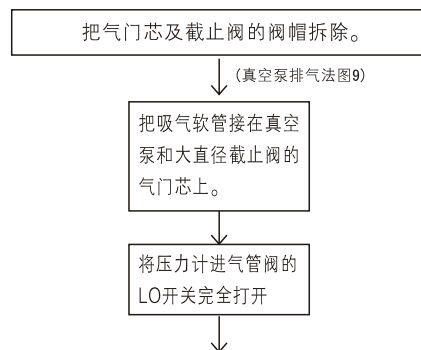 把气门芯及截止阀的阀帽拆除。
(真空泵排气法图9)
把吸气软管接在真空
泵和大直径截止阀的
气门芯上。
将压力计进气管阀的
LO开关完全打开